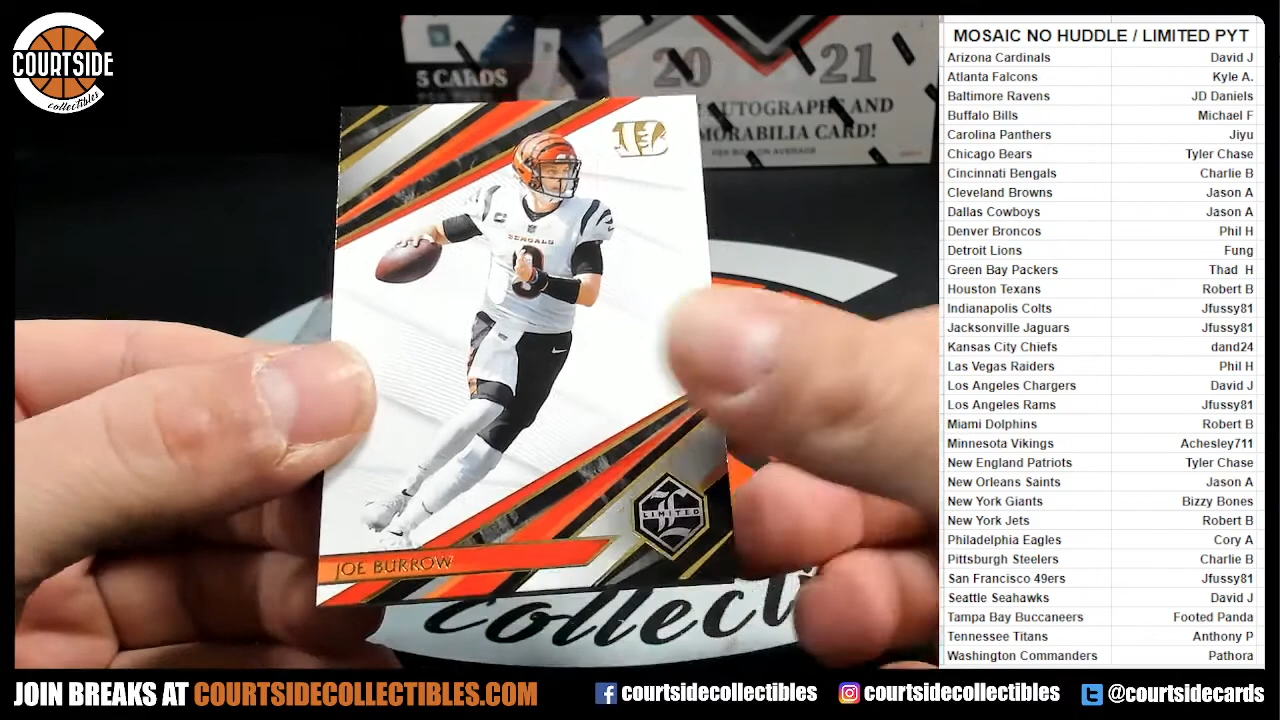 COURTSIDE
collectibles
5 CARDS
20 21
AUTOGRAPHS AND
MEMORABILIA CARD!
PER BOX ON AVERAGE
BENGALS
9
JOE BURROW
LIMITED
collecti
MOSAIC NO HUDDLE / LIMITED PYT
Arizona Cardinals David J
Atlanta Falcons Kyle A.
Baltimore Ravens JD Daniels
Buffalo Bills Michael F
Carolina Panthers Jiyu
Chicago Bears Tyler Chase
Cincinnati Bengals Charlie B
Cleveland Browns Jason A
Dallas Cowboys Jason A
Denver Broncos Phil H
Detroit Lions Fung
Green Bay Packers Thad H
Houston Texans Robert B
Indianapolis Colts Jfussy81
Jacksonville Jaguars Jfussy81
Kansas City Chiefs dand24
Las Vegas Raiders Phil H
Los Angeles Chargers David J
Los Angeles Rams Jfussy81
Miami Dolphins Robert B
Minnesota Vikings Achesley711
New England Patriots Tyler Chase
New Orleans Saints Jason A
New York Giants Bizzy Bones
New York Jets Robert B
Philadelphia Eagles Cory A
Pittsburgh Steelers Charlie B
San Francisco 49ers Jfussy81
Seattle Seahawks David J
Tampa Bay Buccaneers Footed Panda
Tennessee Titans Anthony P
Washington Commanders Pathora
JOIN BREAKS AT COURTSIDECOLLECTIBLES.COM
courtsidecollectibles
courtsidecollectibles
@courtsidecards